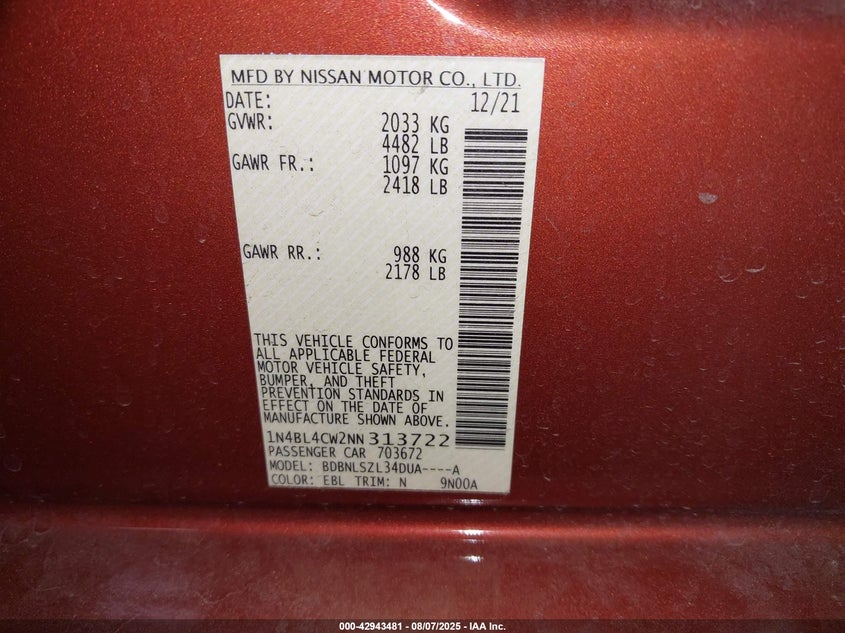 MFD BY NISSAN MOTOR CO., LTD.
DATE: 12/21
GVWR: 2033 KG
4482 LB
GAWR FR.: 1097 KG
2418 LB
GAWR RR.: 988 KG
2178 LB
THIS VEHICLE CONFORMS TO
ALL APPLICABLE FEDERAL
MOTOR VEHICLE SAFETY,
BUMPER, AND THEFT
PREVENTION STANDARDS IN
EFFECT ON THE DATE OF
MANUFACTURE SHOWN ABOVE.
1N4BL4CW2NN313722
PASSENGER CAR 703672
MODEL: BDBNLSZL34DUA----A
COLOR: EBL TRIM: N 9N00A
000-42943481 - 08/07/2025 - IAA Inc.